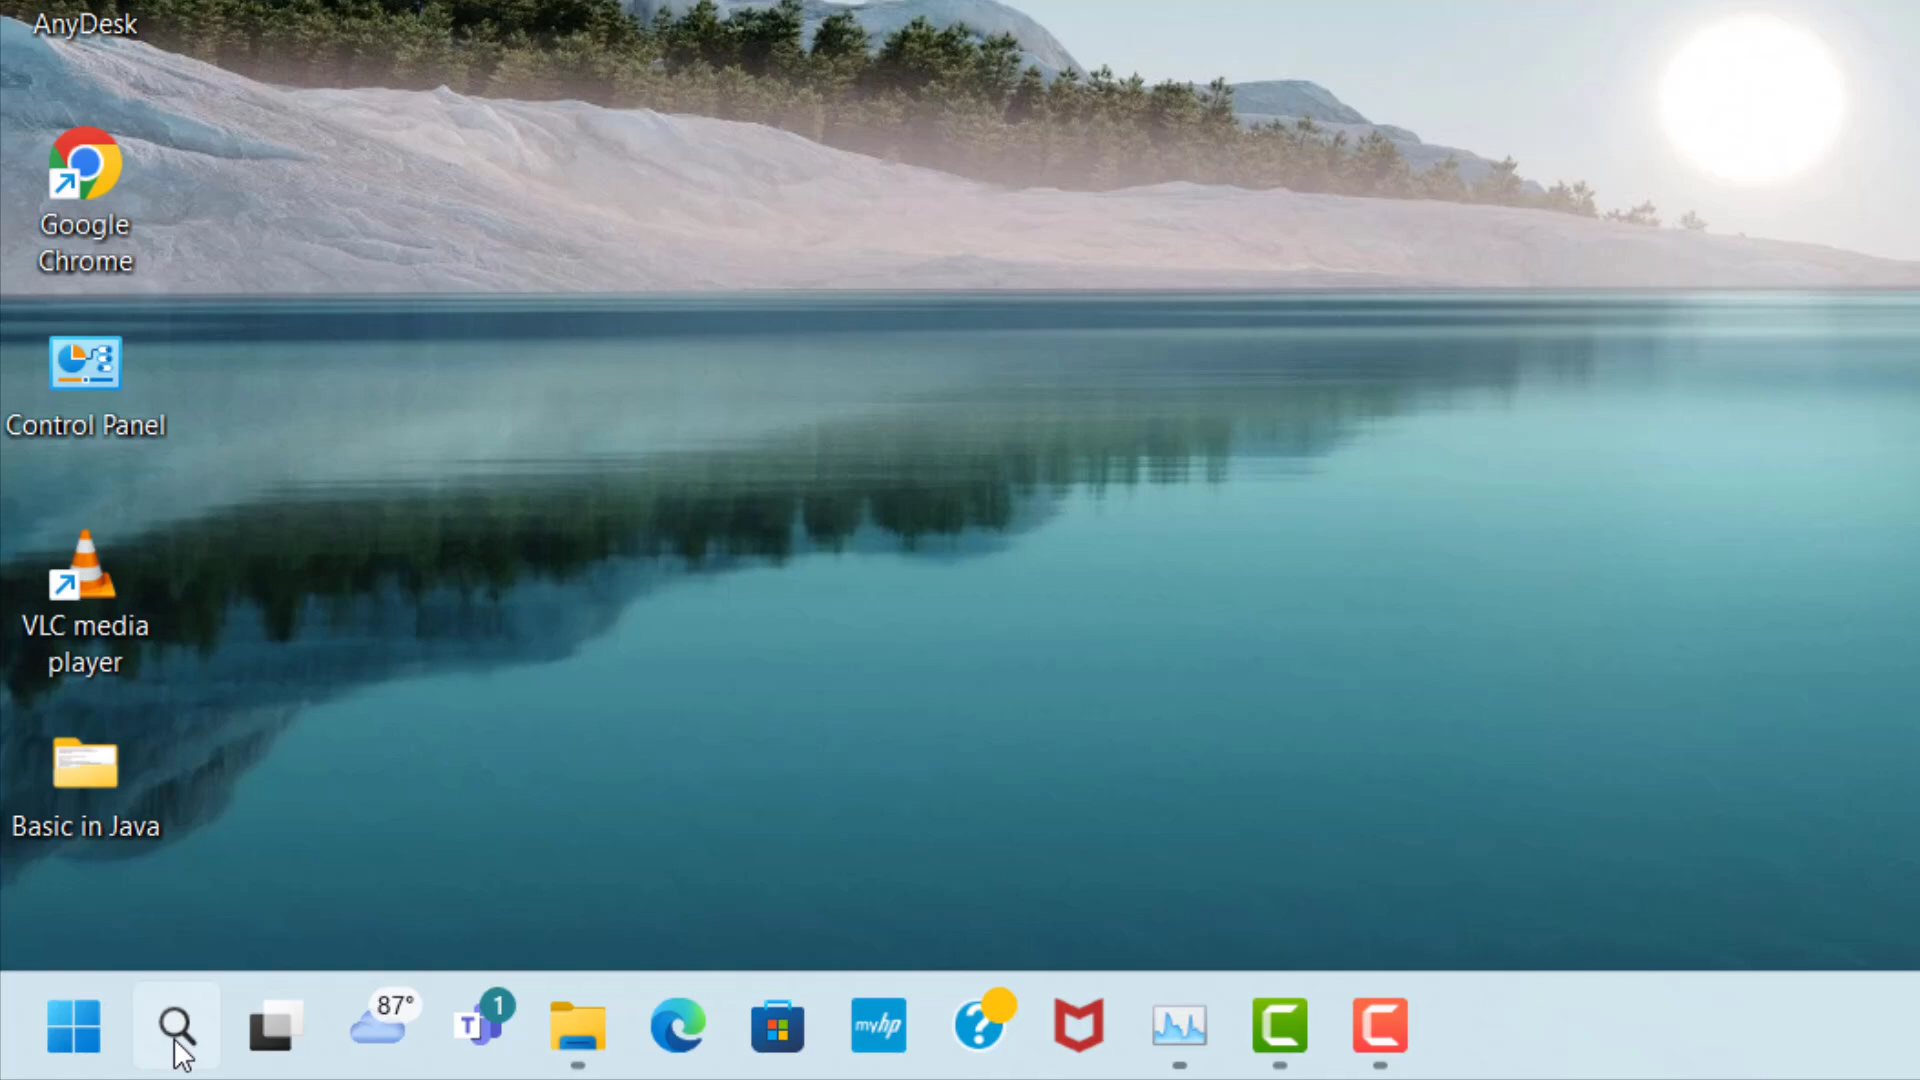 AnyDesk
Google
Chrome
Control Panel
VLC media
player
Basic in Java
87°
T
1
myhp
?